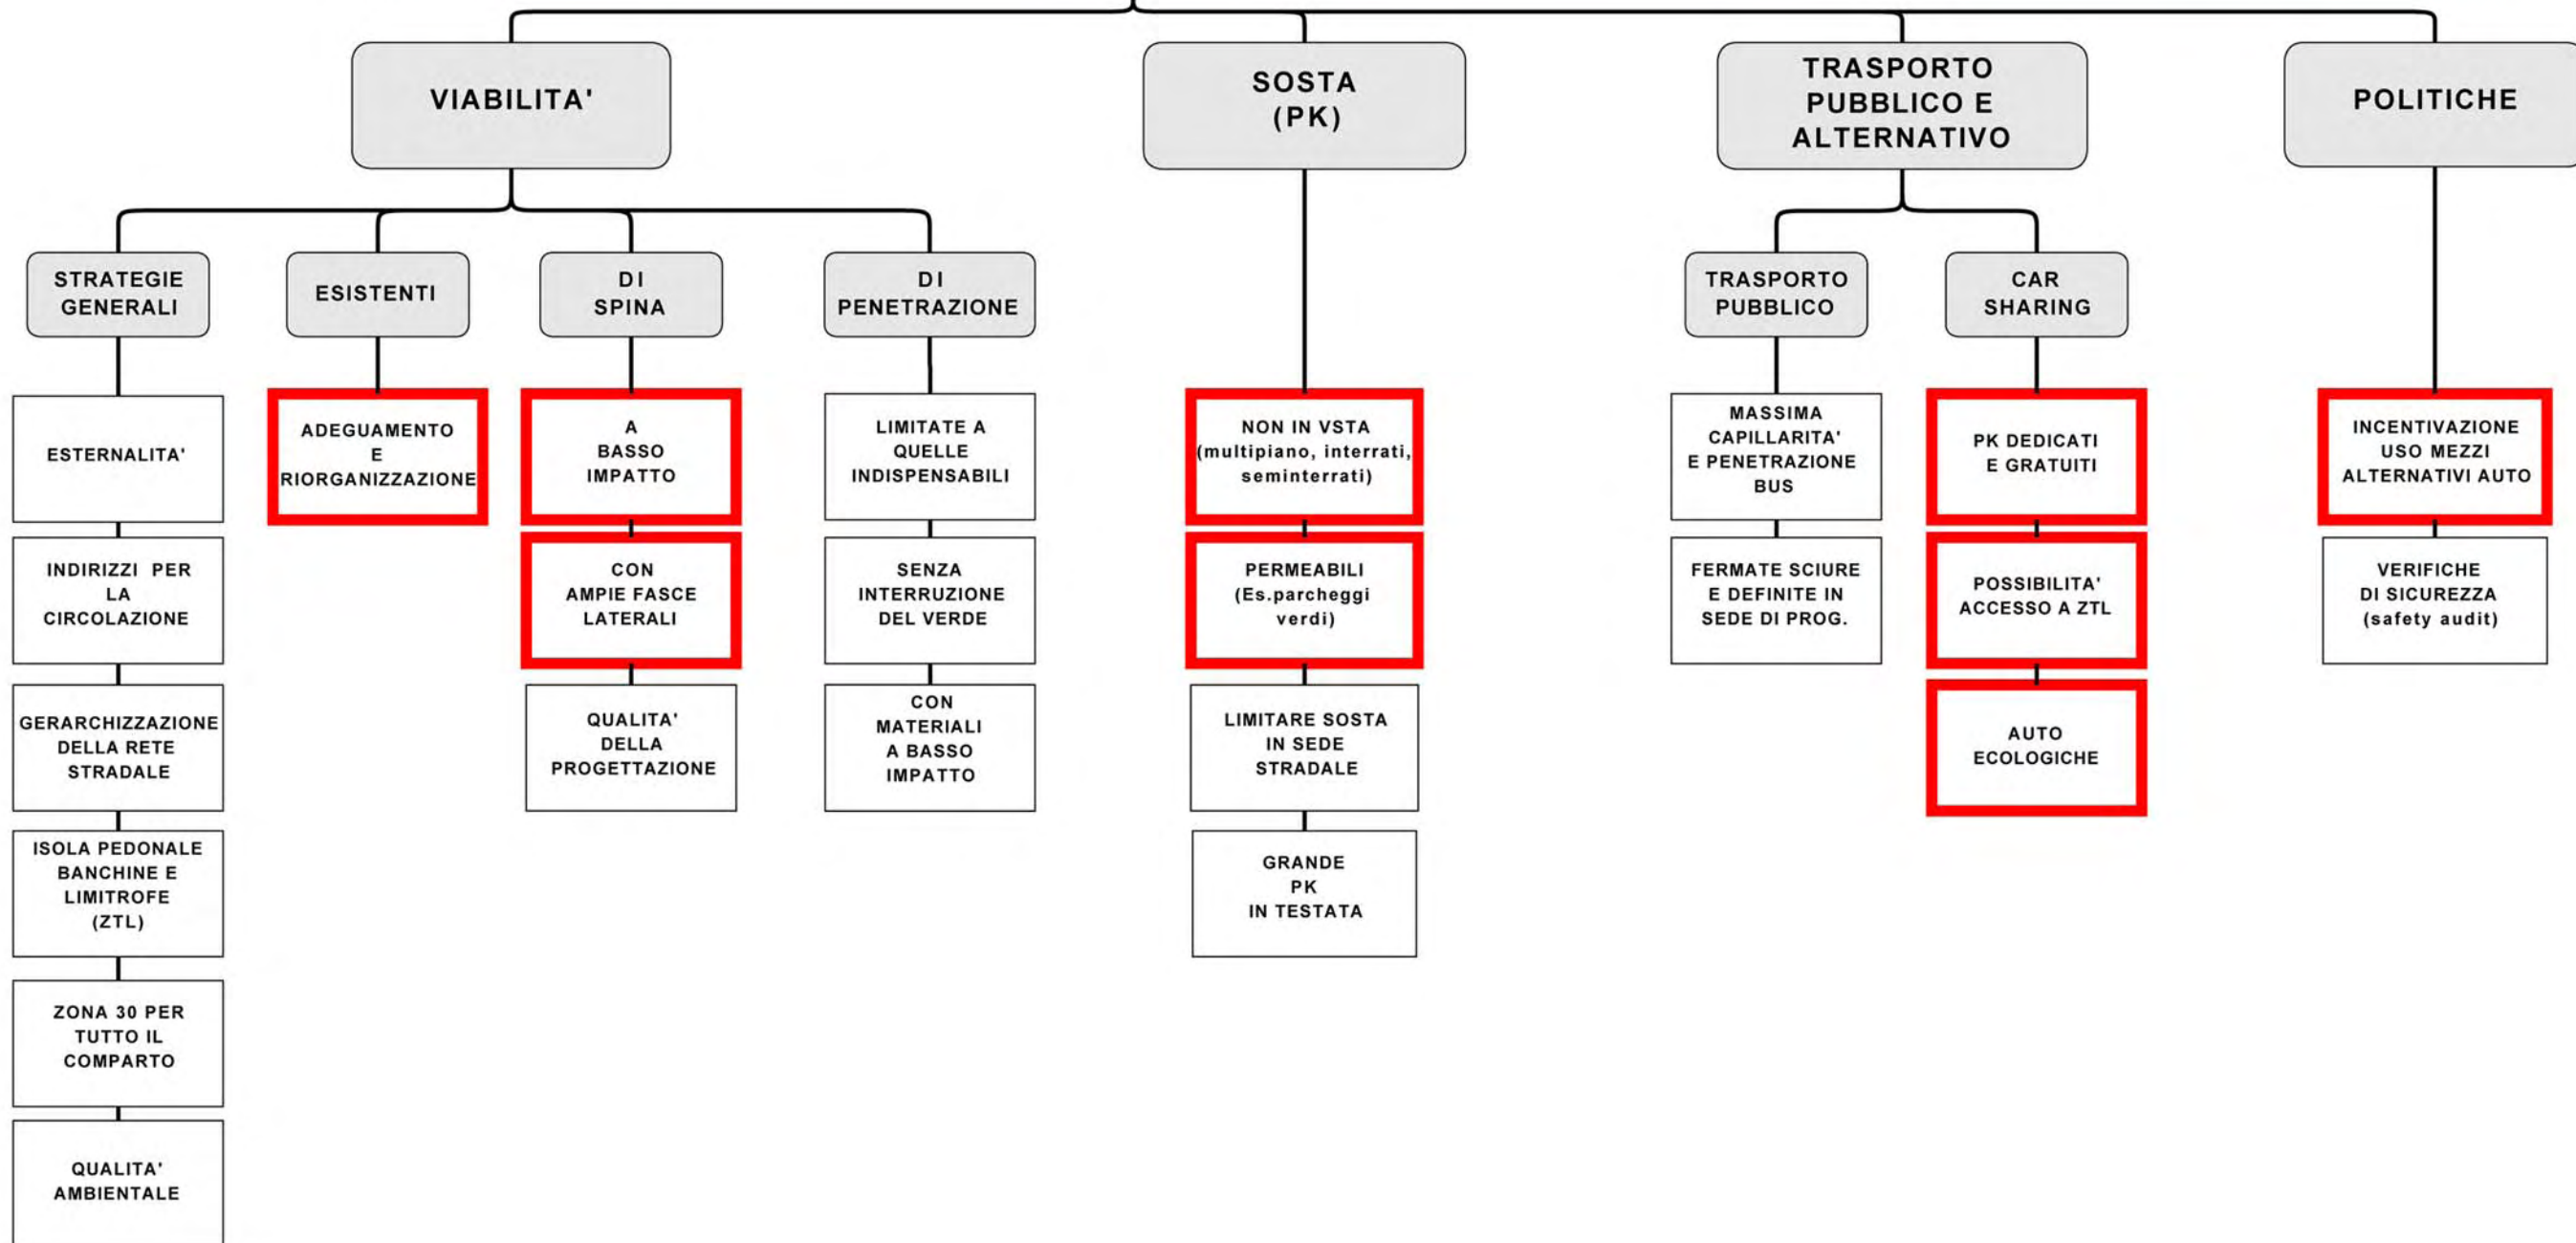 VIABILITA'
SOSTA
(PK)
TRASPORTO
PUBBLICO E
ALTERNATIVO
POLITICHE
STRATEGIE
GENERALI
ESISTENTI
DI
SPINA
DI
PENETRAZIONE
TRASPORTO
PUBBLICO
CAR
SHARING
ESTERNALITA'
INDIRIZZI PER
LA
CIRCOLAZIONE
GERARCHIZZAZIONE
DELLA RETE
STRADALE
ISOLA PEDONALE
BANCHINE E
LIMITROFE
(ZTL)
ZONA 30 PER
TUTTO IL
COMPARTO
QUALITA'
AMBIENTALE
ADEGUAMENTO
E
RIORGANIZZAZIONE
A
BASSO
IMPATTO
CON
AMPIE FASCE
LATERALI
QUALITA'
DELLA
PROGETTAZIONE
LIMITATE A
QUELLE
INDISPENSABILI
SENZA
INTERRUZIONE
DEL VERDE
CON
MATERIALI
A BASSO
IMPATTO
NON IN VSTA
(multipiano, interrati,
seminterrati)
PERMEABILI
(Es.parcheggi
verdi)
LIMITARE SOSTA
IN SEDE
STRADALE
GRANDE
PK
IN TESTATA
MASSIMA
CAPILLARITA'
E PENETRAZIONE
BUS
FERMATE SCIURE
E DEFINITE IN
SEDE DI PROG.
PK DEDICATI
E GRATUITI
POSSIBILITA'
ACCESSO A ZTL
AUTO
ECOLOGICHE
INCENTIVAZIONE
USO MEZZI
ALTERNATIVI AUTO
VERIFICHE
DI SICUREZZA
(safety audit)